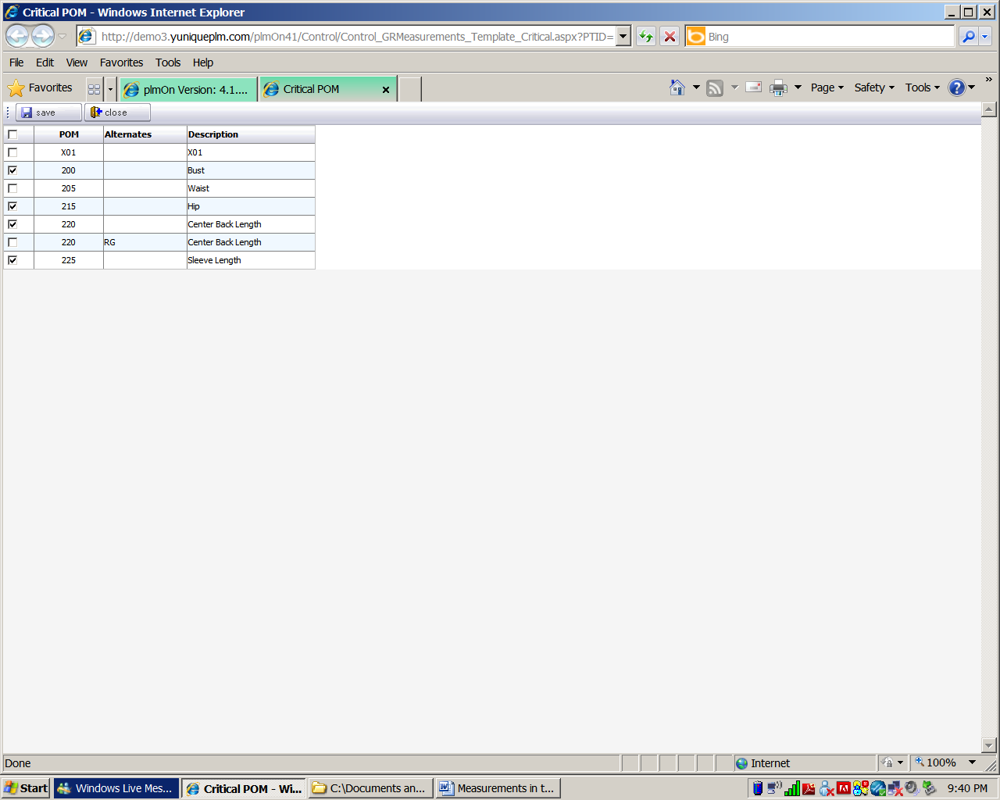 Critical POM - Windows Internet Explorer
http://demo3.yuniqueplm.com/plmOn41/Control/Control_GRMeasurements_Template_Critical.aspx?PTID= Bing
File Edit View Favorites Tools Help
Favorites plmOn Version: 4.1.... Critical POM Page Safety Tools
save close
POM Alternates Description
X01 X01
200 Bust
205 Waist
215 Hip
220 Center Back Length
220 RG Center Back Length
225 Sleeve Length
Done Internet 100%
Start Windows Live Mes... Critical POM - Wi... C:\Documents an... Measurements in t... 9:40 PM